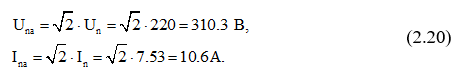 U_na = √2 · U_n = √2 · 220 = 310.3 В,
I_na = √2 · I_n = √2 · 7.53 = 10.6A.
(2.20)